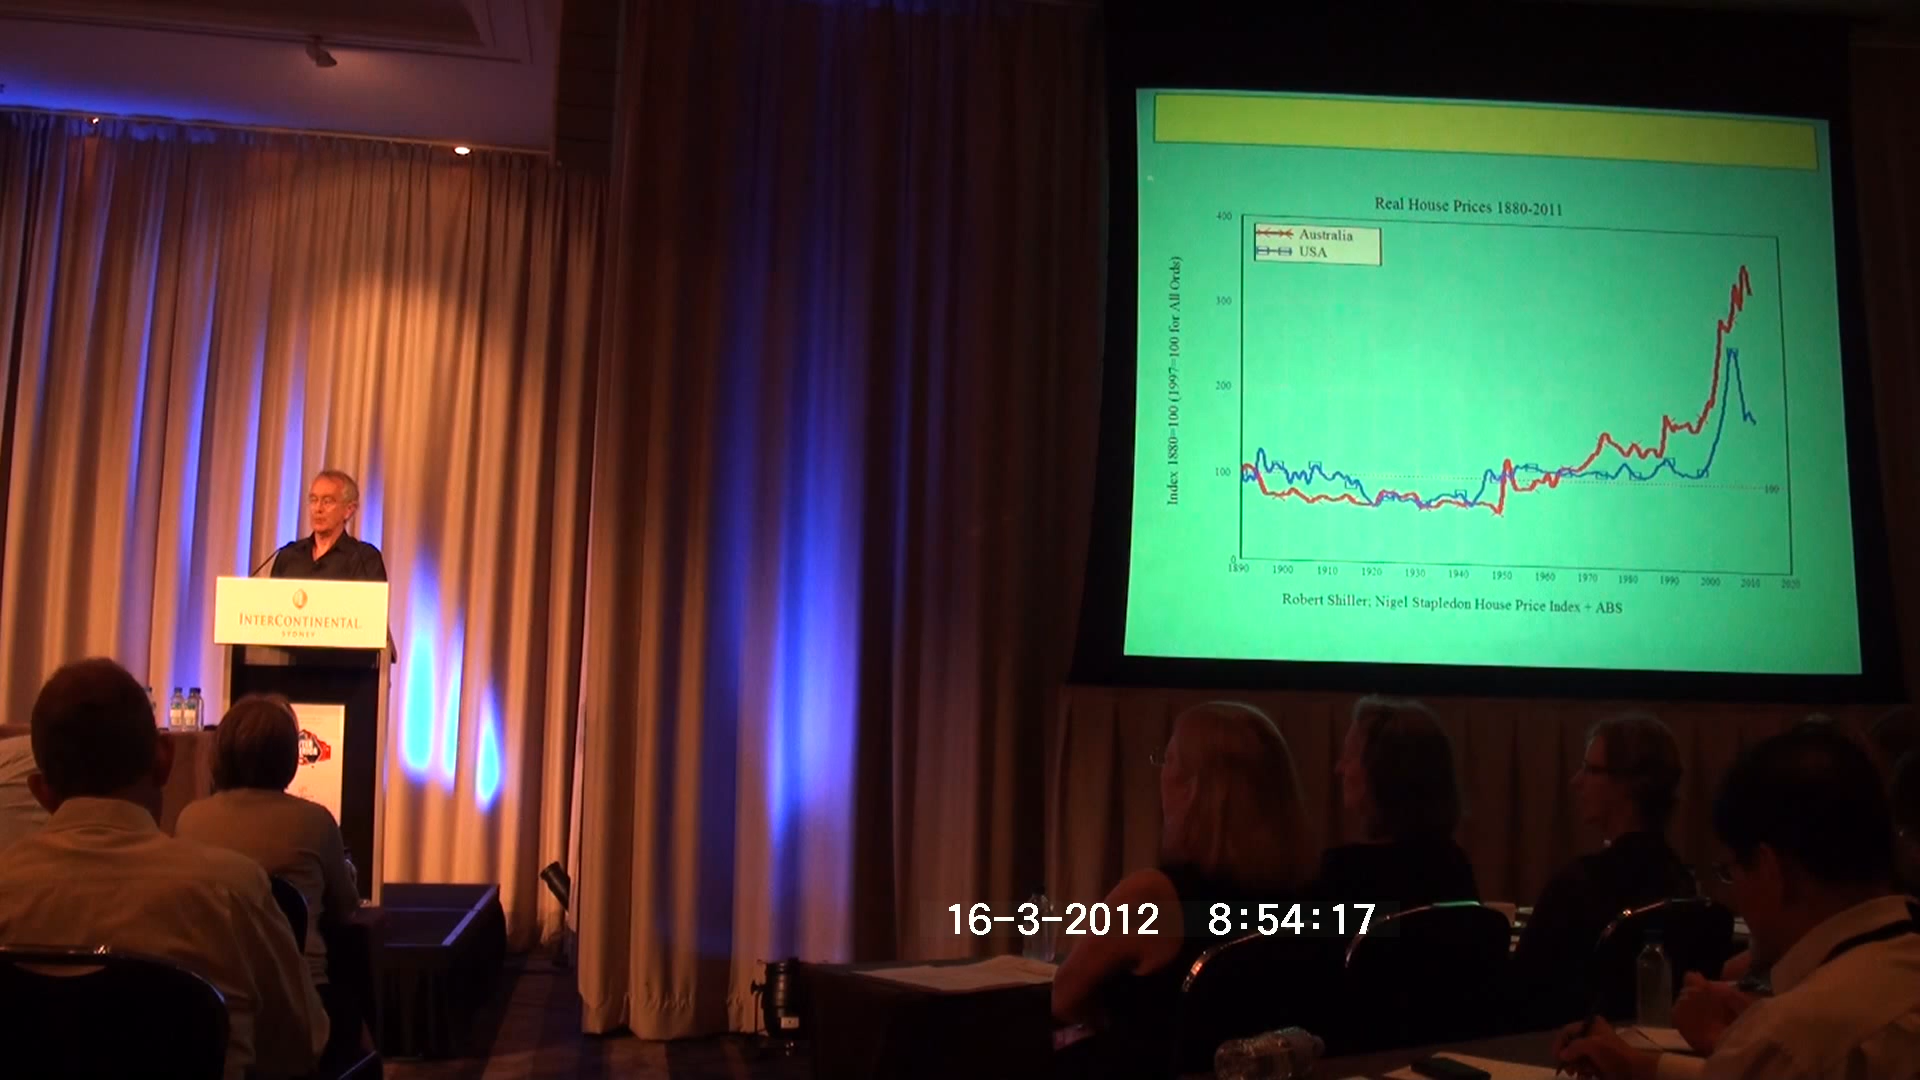 Real House Prices 1880-2011
400
Australia
USA
300
200
100
0
100
Index 1880=100 (1997=100 for All Ords)
1890 1900 1910 1920 1930 1940 1950 1960 1970 1980 1990 2000 2010 2020
Robert Shiller; Nigel Stapledon House Price Index + ABS
INTERCONTINENTAL
SYDNEY
16-3-2012 8:54:17